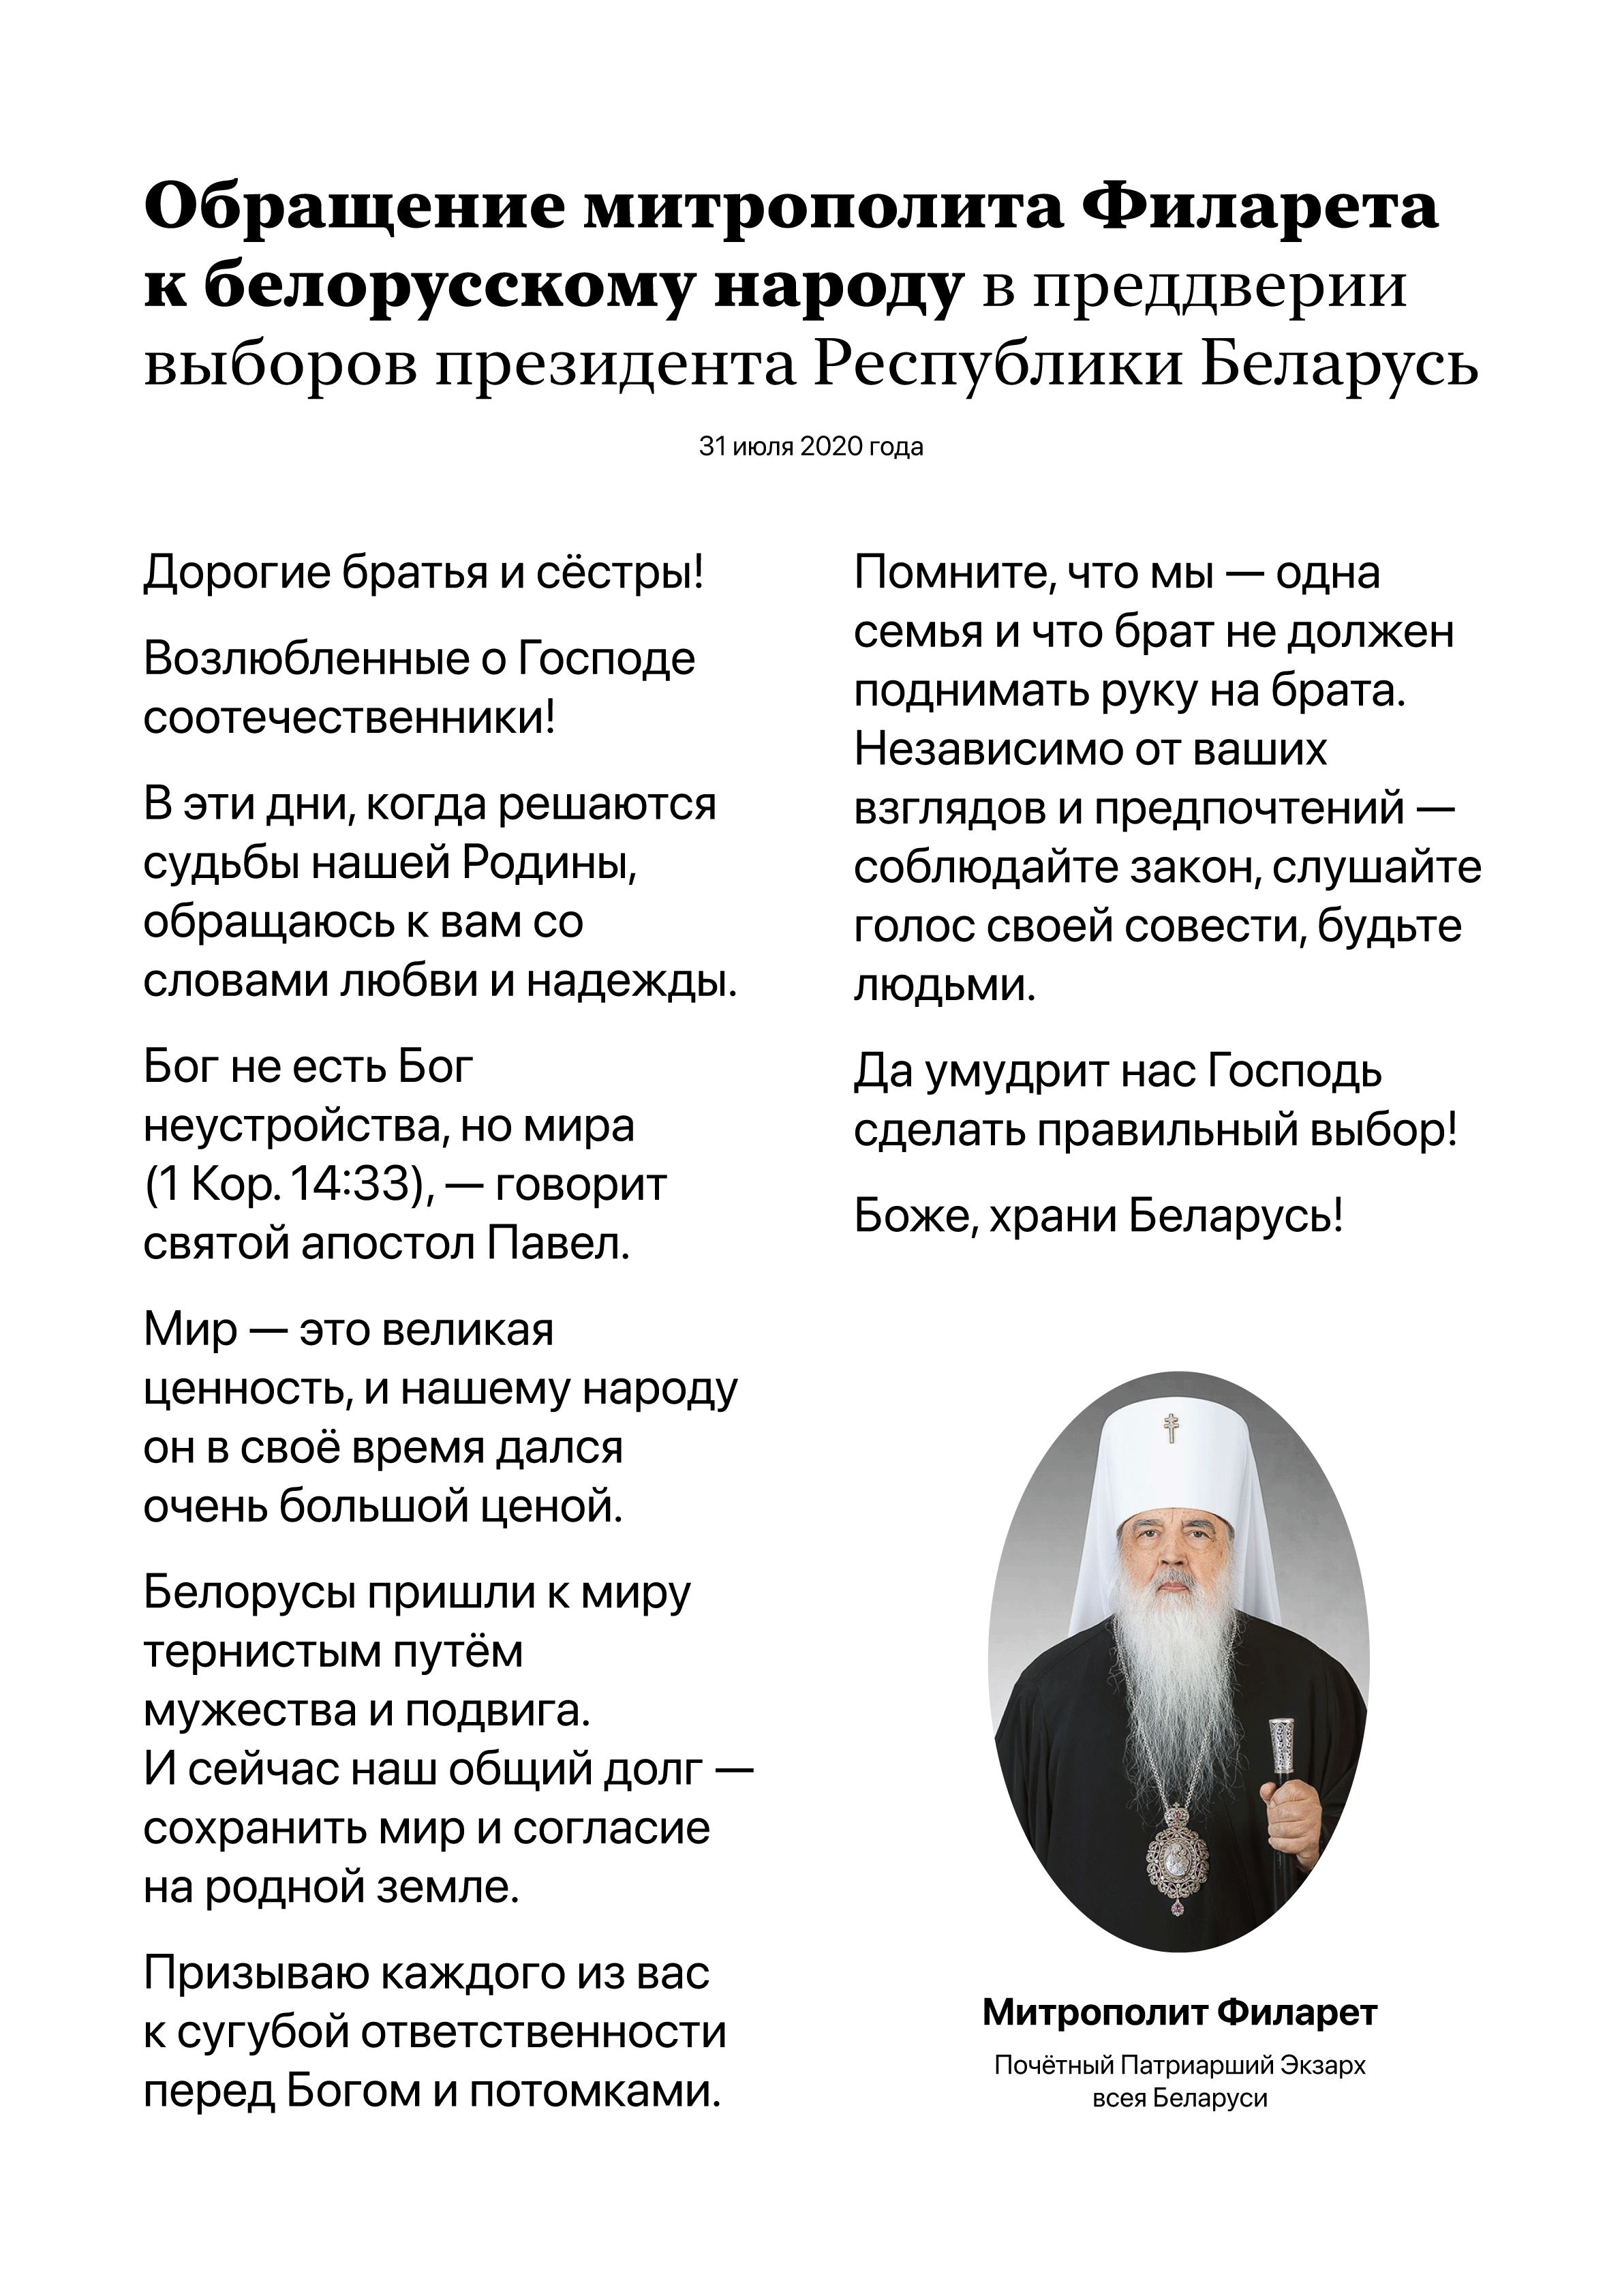 Обращение митрополита Филарета
к белорусскому народу в преддверии
выборов президента Республики Беларусь
31 июля 2020 года
Дорогие братья и сёстры!
Возлюбленные о Господе
соотечественники!
В эти дни, когда решаются
судьбы нашей Родины,
обращаюсь к вам со
словами любви и надежды.
Бог не есть Бог
неустройства, но мира
(1 Кор. 14:33), — говорит
святой апостол Павел.
Мир — это великая
ценность, и нашему народу
он в своё время дался
очень большой ценой.
Белорусы пришли к миру
тернистым путём
мужества и подвига.
И сейчас наш общий долг —
сохранить мир и согласие
на родной земле.
Призываю каждого из вас
к сугубой ответственности
перед Богом и потомками.
Помните, что мы — одна
семья и что брат не должен
поднимать руку на брата.
Независимо от ваших
взглядов и предпочтений —
соблюдайте закон, слушайте
голос своей совести, будьте
людьми.
Да умудрит нас Господь
сделать правильный выбор!
Боже, храни Беларусь!
Митрополит Филарет
Почётный Патриарший Экзарх
всея Беларуси